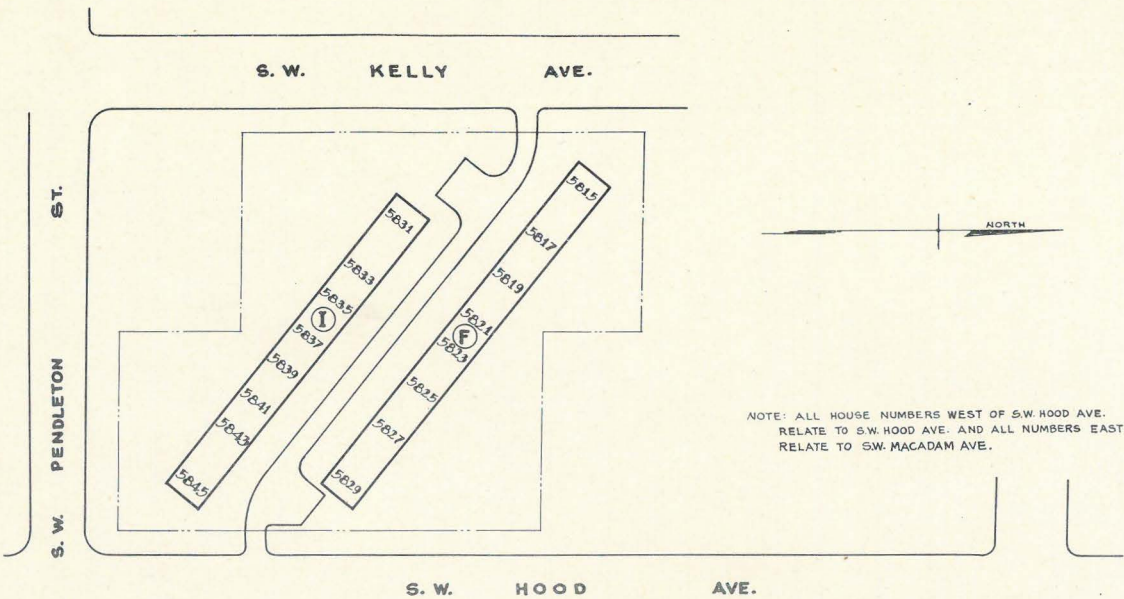 S. W. KELLY AVE.
S. W. PENDLETON ST.
5831
5833
5835
I
5837
5839
5841
5843
5845
5815
5817
5819
5821
F
5823
5825
5827
5829
NORTH
NOTE: ALL HOUSE NUMBERS WEST OF S.W. HOOD AVE.
RELATE TO S.W. HOOD AVE. AND ALL NUMBERS EAST
RELATE TO S.W. MACADAM AVE.
S. W. HOOD AVE.